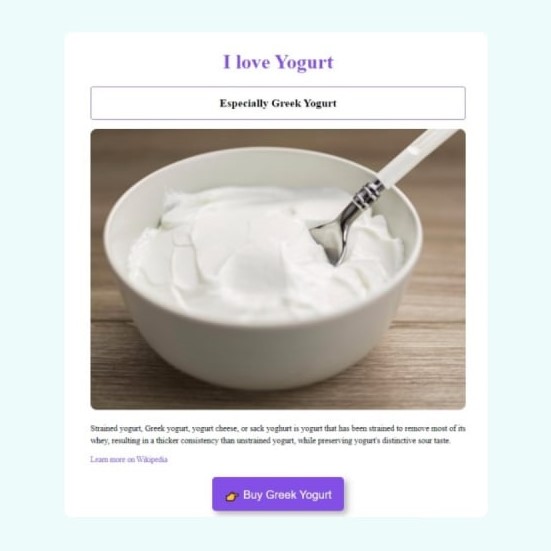 I love Yogurt
Especially Greek Yogurt
Strained yogurt, Greek yogurt, yogurt cheese, or sack yoghurt is yogurt that has been strained to remove most of its
whey, resulting in a thicker consistency than unstrained yogurt, while preserving yogurt's distinctive sour taste.
Learn more on Wikipedia
Buy Greek Yogurt